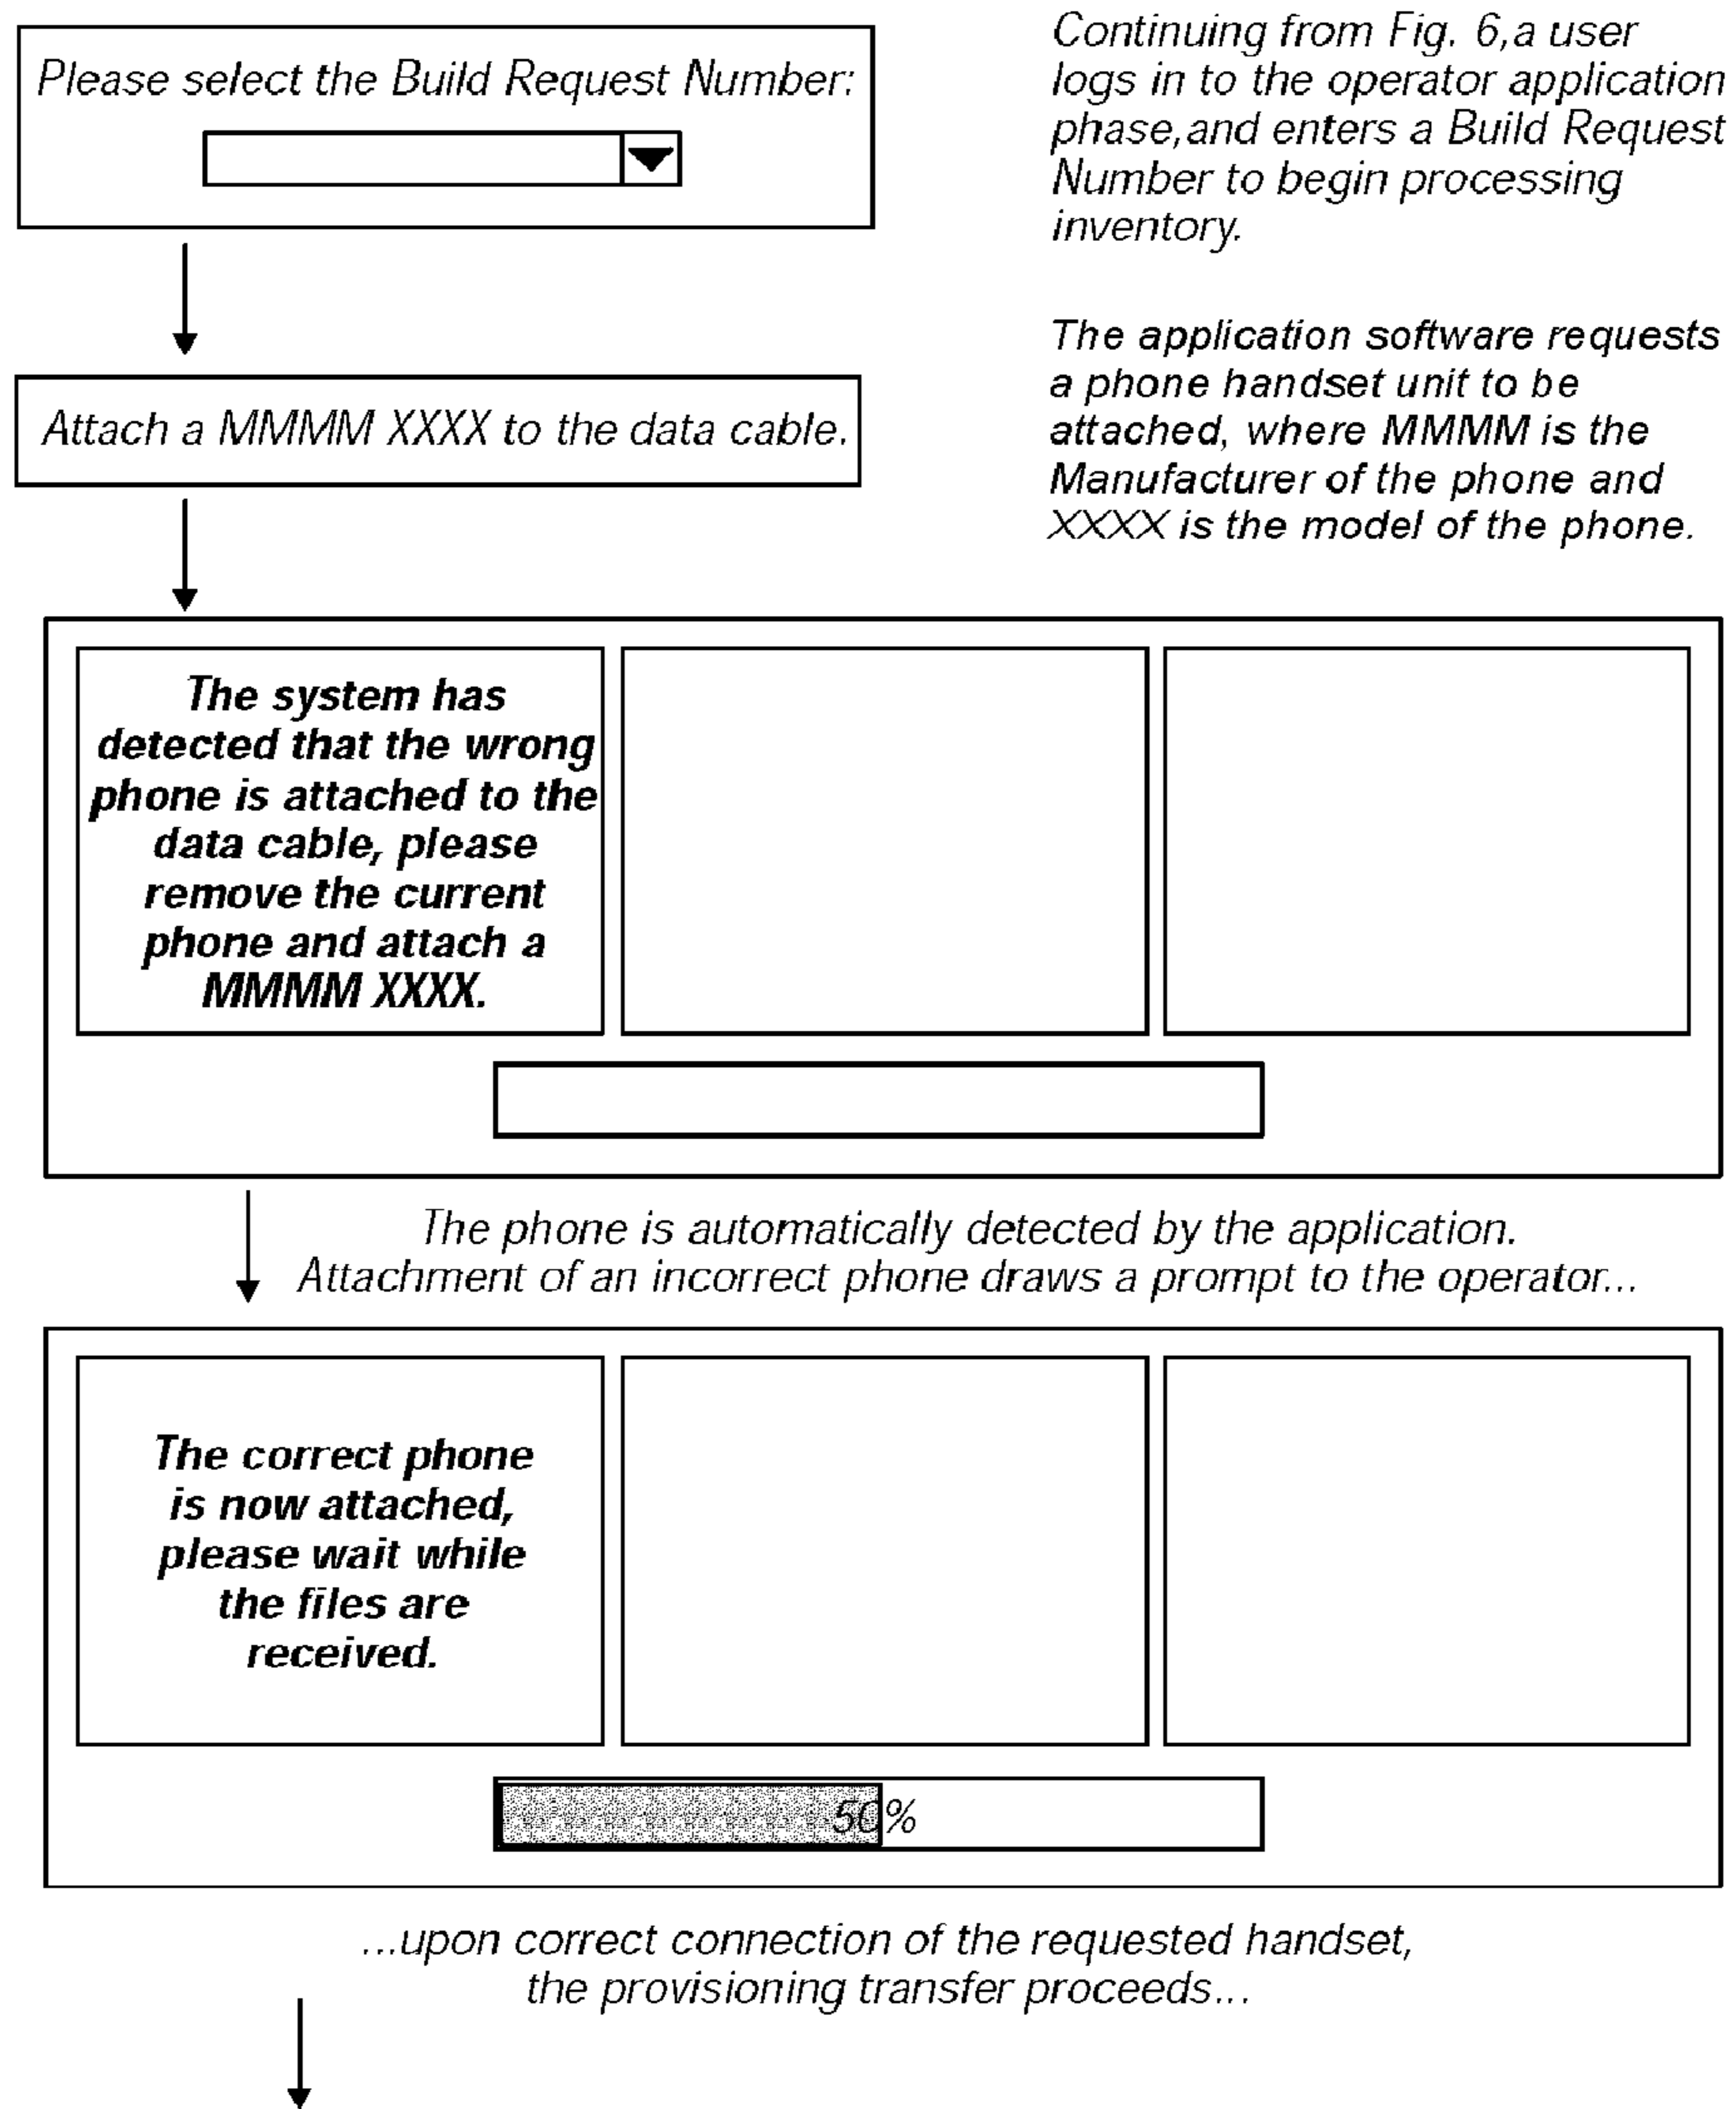 Please select the Build Request Number:
Continuing from Fig. 6,a user
logs in to the operator application
phase,and enters a Build Request
Number to begin processing
inventory.
Attach a MMMM XXXX to the data cable.
The application software requests
a phone handset unit to be
attached, where MMMM is the
Manufacturer of the phone and
XXXX is the model of the phone.
The system has
detected that the wrong
phone is attached to the
data cable, please
remove the current
phone and attach a
MMMM XXXX.
The phone is automatically detected by the application.
Attachment of an incorrect phone draws a prompt to the operator...
The correct phone
is now attached,
please wait while
the files are
received.
50%
...upon correct connection of the requested handset,
the provisioning transfer proceeds...